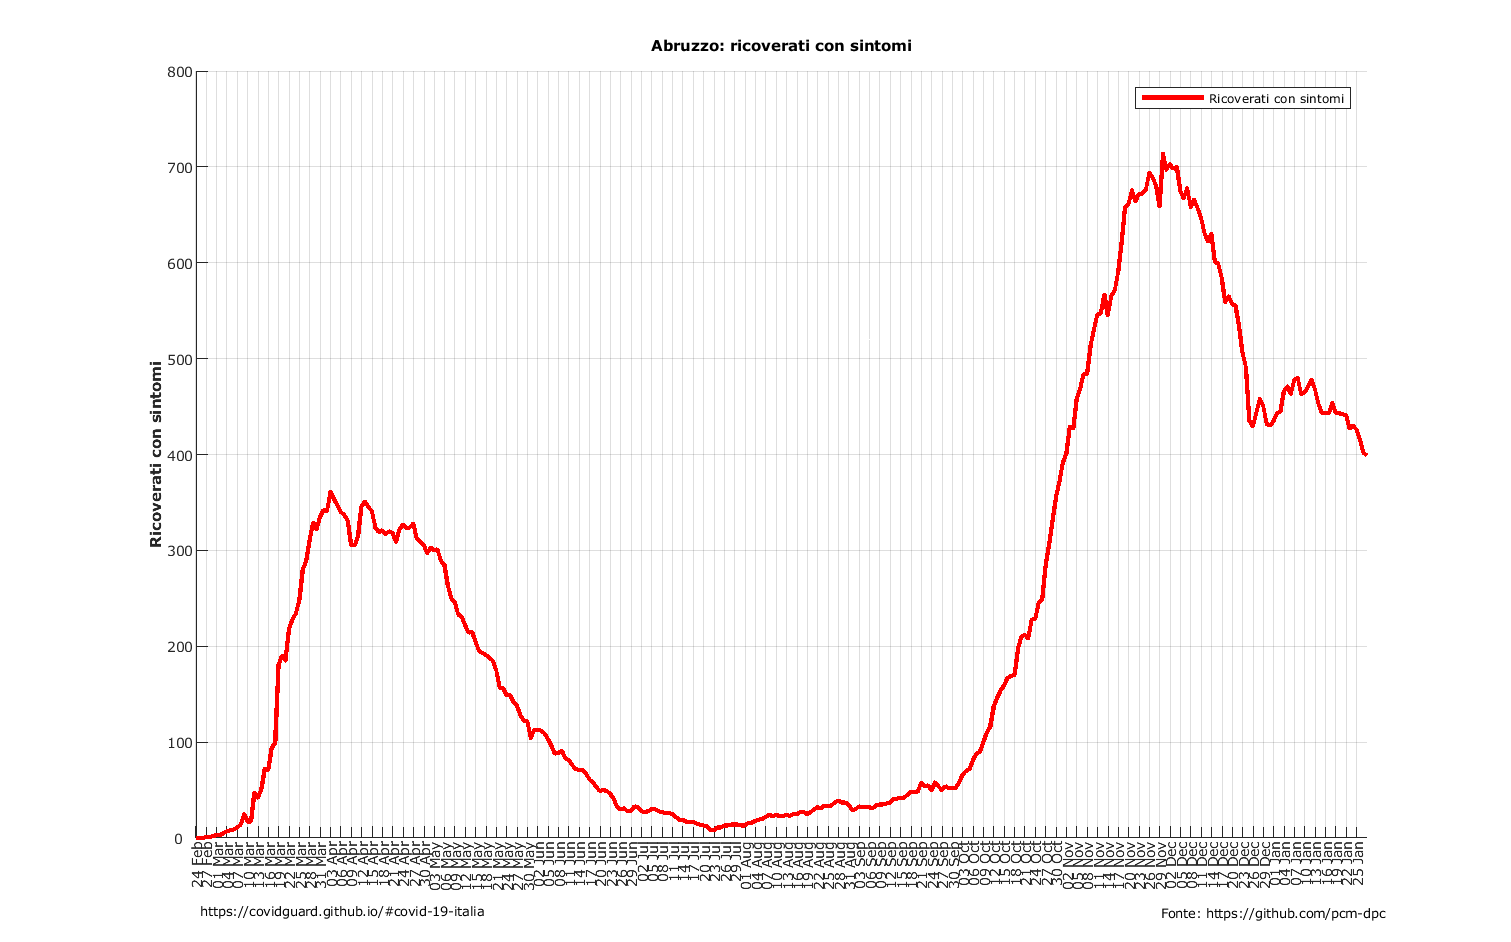 Abruzzo: ricoverati con sintomi
Ricoverati con sintomi
Ricoverati con sintomi
800
700
600
500
400
300
200
100
0
24 Feb
27 Feb
01 Mar
04 Mar
07 Mar
10 Mar
13 Mar
16 Mar
19 Mar
22 Mar
25 Mar
28 Mar
31 Mar
03 Apr
06 Apr
09 Apr
12 Apr
15 Apr
18 Apr
21 Apr
24 Apr
27 Apr
30 Apr
03 May
06 May
09 May
12 May
15 May
18 May
21 May
24 May
27 May
30 May
02 Jun
05 Jun
08 Jun
11 Jun
14 Jun
17 Jun
20 Jun
23 Jun
26 Jun
29 Jun
02 Jul
05 Jul
08 Jul
11 Jul
14 Jul
17 Jul
20 Jul
23 Jul
26 Jul
29 Jul
01 Aug
04 Aug
07 Aug
10 Aug
13 Aug
16 Aug
19 Aug
22 Aug
25 Aug
28 Aug
31 Aug
03 Sep
06 Sep
09 Sep
12 Sep
15 Sep
18 Sep
21 Sep
24 Sep
27 Sep
30 Sep
03 Oct
06 Oct
09 Oct
12 Oct
15 Oct
18 Oct
21 Oct
24 Oct
27 Oct
30 Oct
02 Nov
05 Nov
08 Nov
11 Nov
14 Nov
17 Nov
20 Nov
23 Nov
26 Nov
29 Nov
02 Dec
05 Dec
08 Dec
11 Dec
14 Dec
17 Dec
20 Dec
23 Dec
26 Dec
29 Dec
01 Jan
04 Jan
07 Jan
10 Jan
13 Jan
16 Jan
19 Jan
22 Jan
25 Jan
https://covidguard.github.io/#covid-19-italia
Fonte: https://github.com/pcm-dpc